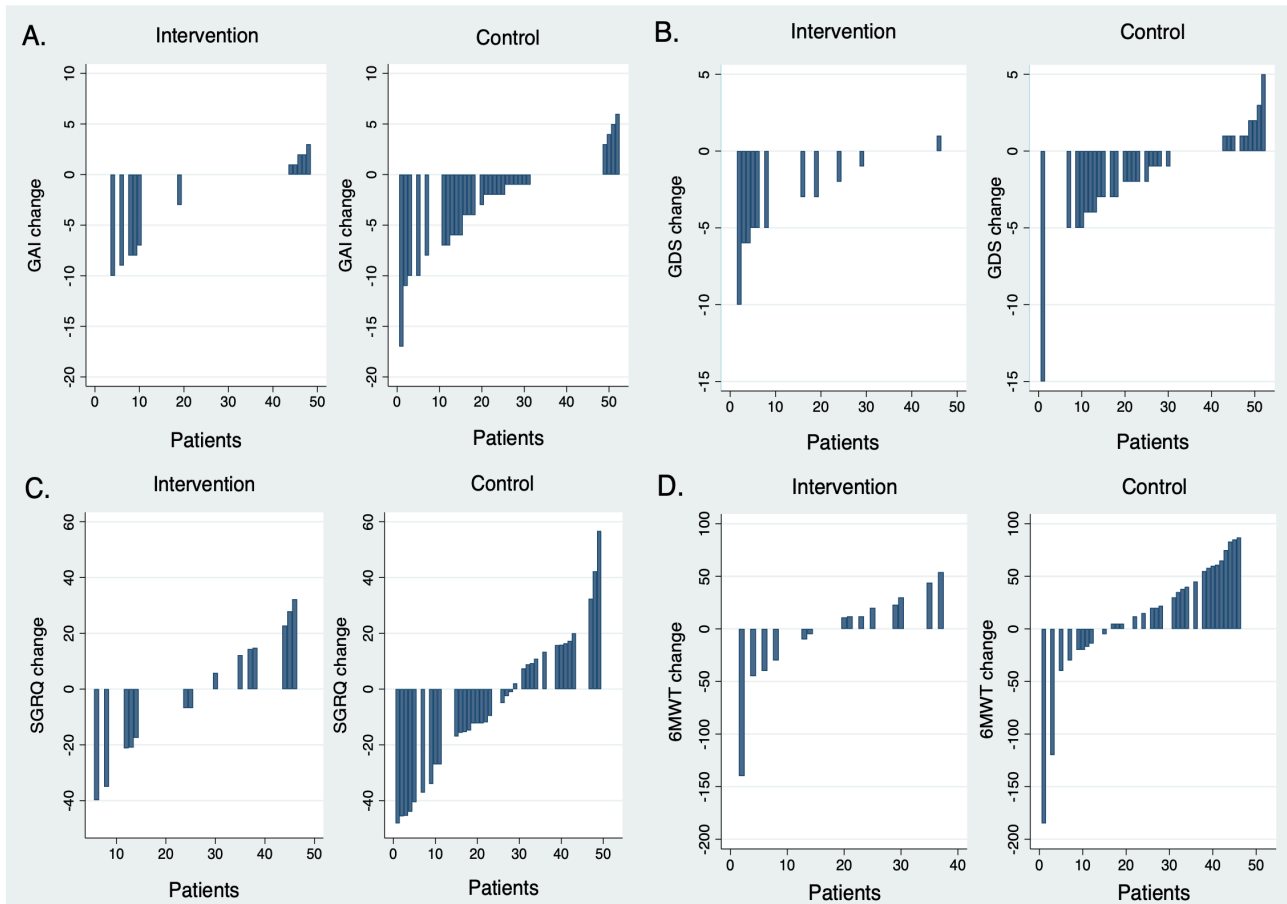 A.
Intervention
Control
GAI change
10
5
0
-5
-10
-15
-20
0 10 20 30 40 50
Patients
GAI change
10
5
0
-5
-10
-15
-20
0 10 20 30 40 50
Patients
B.
Intervention
Control
GDS change
5
0
-5
-10
-15
0 10 20 30 40 50
Patients
GDS change
5
0
-5
-10
-15
0 10 20 30 40 50
Patients
C.
Intervention
Control
SGRQ change
60
40
20
0
-20
-40
10 20 30 40 50
Patients
SGRQ change
60
40
20
0
-20
-40
0 10 20 30 40 50
Patients
D.
Intervention
Control
6MWT change
100
50
0
-50
-100
-150
-200
0 10 20 30 40
Patients
6MWT change
100
50
0
-50
-100
-150
-200
0 10 20 30 40 50
Patients